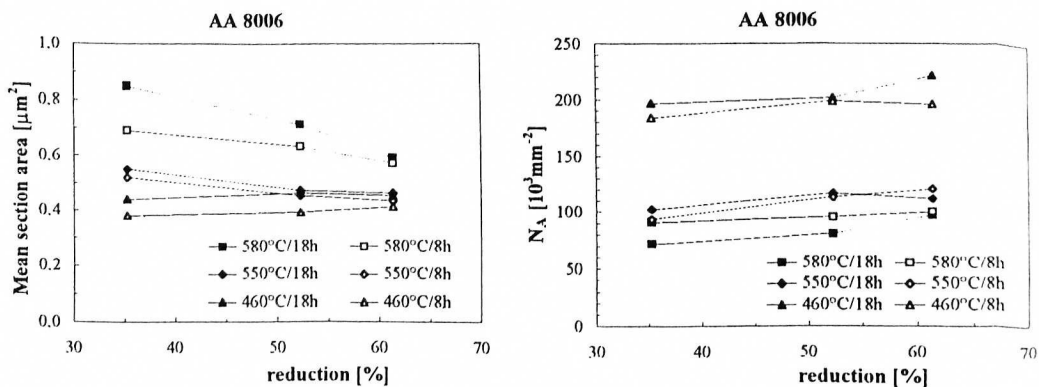 AA 8006
1.0
0.8
0.6
0.4
0.2
0.0
Mean section area [μm²]
580°C/18h 580°C/8h
550°C/18h 550°C/8h
460°C/18h 460°C/8h
30 40 50 60 70
reduction [%]
AA 8006
250
200
150
100
50
0
N_A [10³mm⁻²]
580°C/18h 580°C/8h
550°C/18h 550°C/8h
460°C/18h 460°C/8h
30 40 50 60 70
reduction [%]